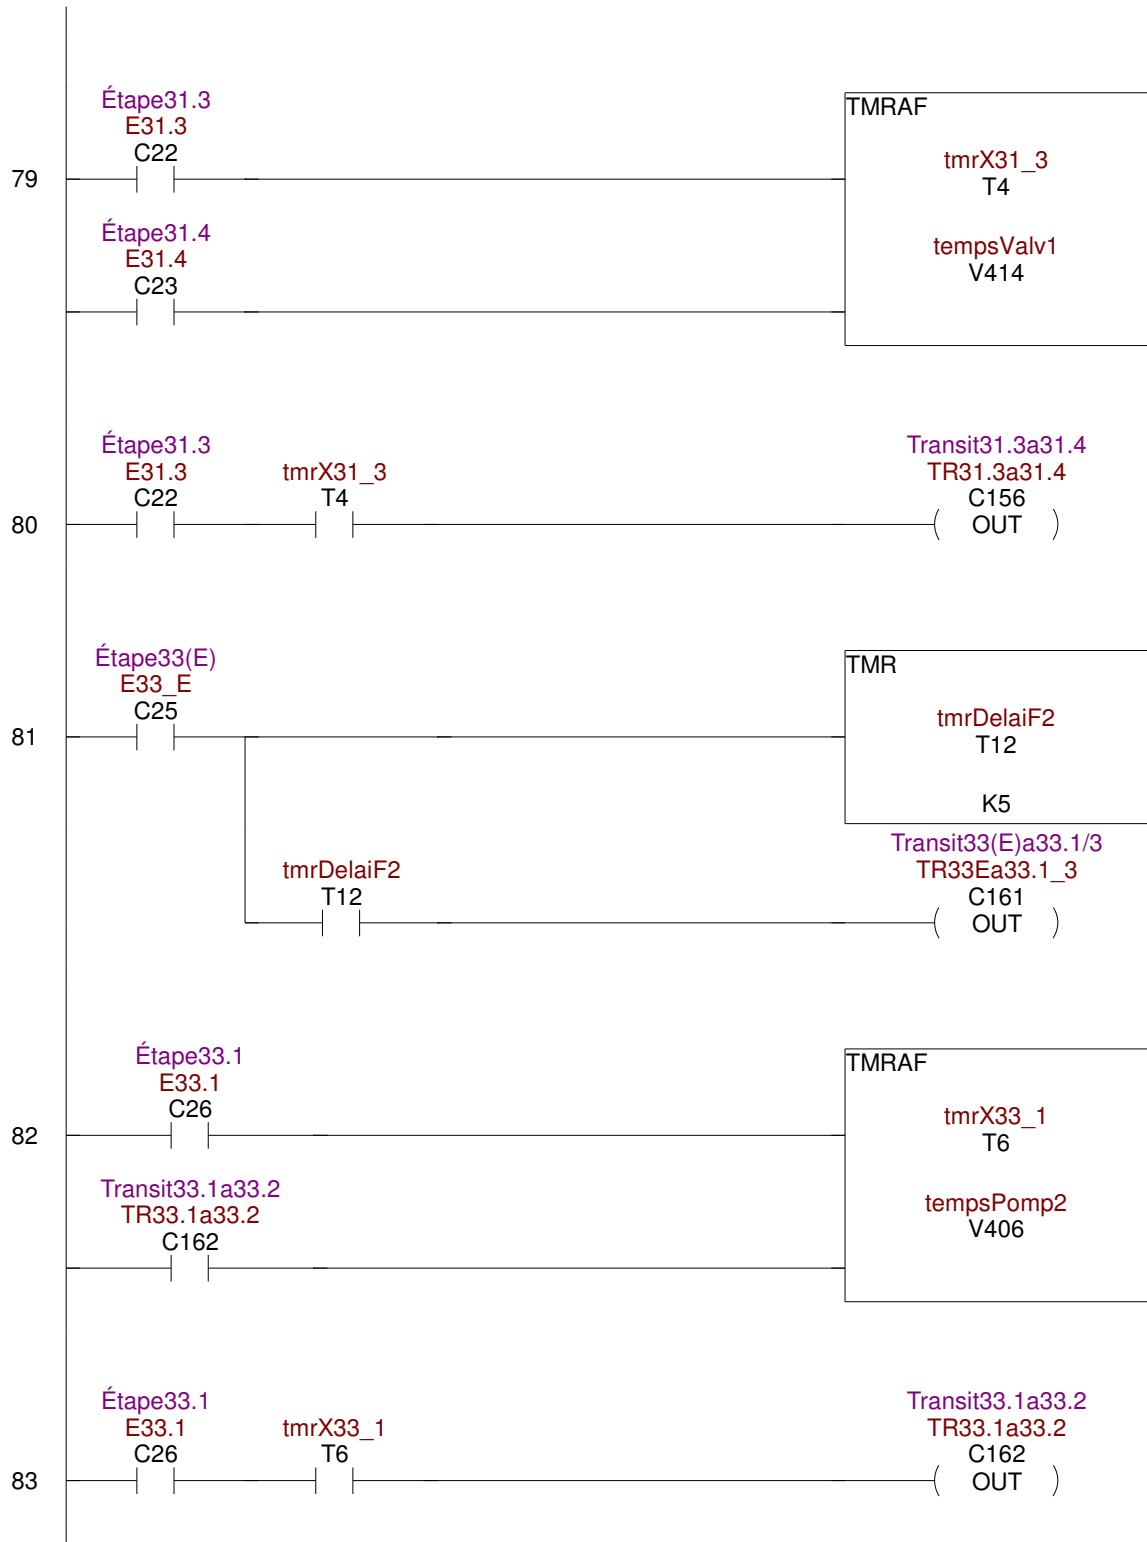 Étape31.3
E31.3
C22
TMRAF
tmrX31_3
T4
79
Étape31.4
E31.4
C23
tempsValv1
V414
Étape31.3
E31.3
C22
tmrX31_3
T4
Transit31.3a31.4
TR31.3a31.4
C156
OUT
80
Étape33(E)
E33_E
C25
TMR
tmrDelaiF2
T12
81
K5
tmrDelaiF2
T12
Transit33(E)a33.1/3
TR33Ea33.1_3
C161
OUT
Étape33.1
E33.1
C26
TMRAF
tmrX33_1
T6
82
Transit33.1a33.2
TR33.1a33.2
C162
tempsPomp2
V406
Étape33.1
E33.1
C26
tmrX33_1
T6
Transit33.1a33.2
TR33.1a33.2
C162
OUT
83